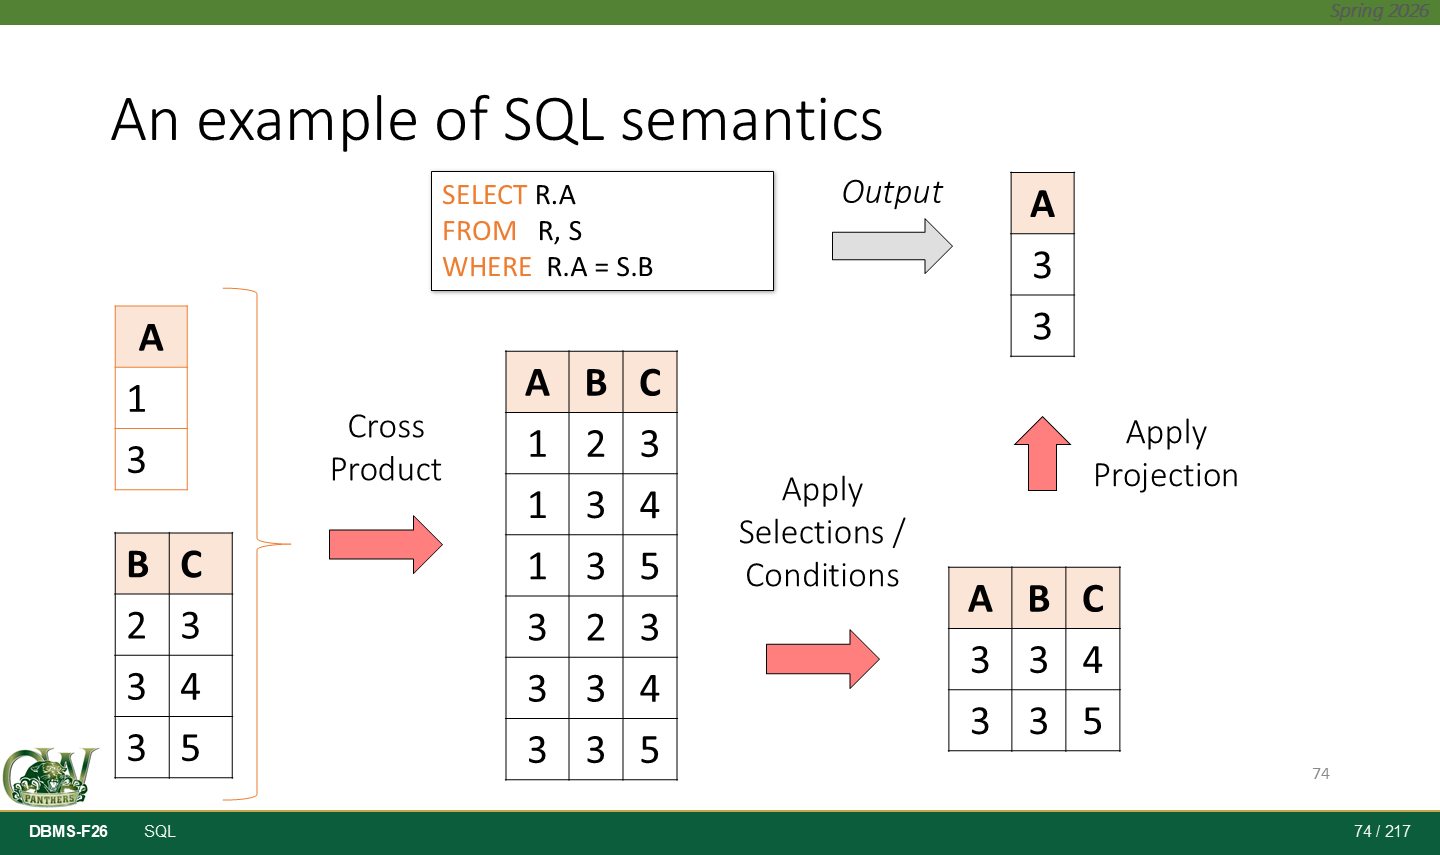 Spring 2026
An example of SQL semantics
SELECT R.A
FROM R, S
WHERE R.A = S.B
Output
A
3
3
A
1
3
B C
2 3
3 4
3 5
Cross
Product
A B C
1 2 3
1 3 4
1 3 5
3 2 3
3 3 4
3 3 5
Apply
Selections /
Conditions
A B C
3 3 4
3 3 5
Apply
Projection
74
OW
PANTHERS
DBMS-F26 SQL 74 / 217